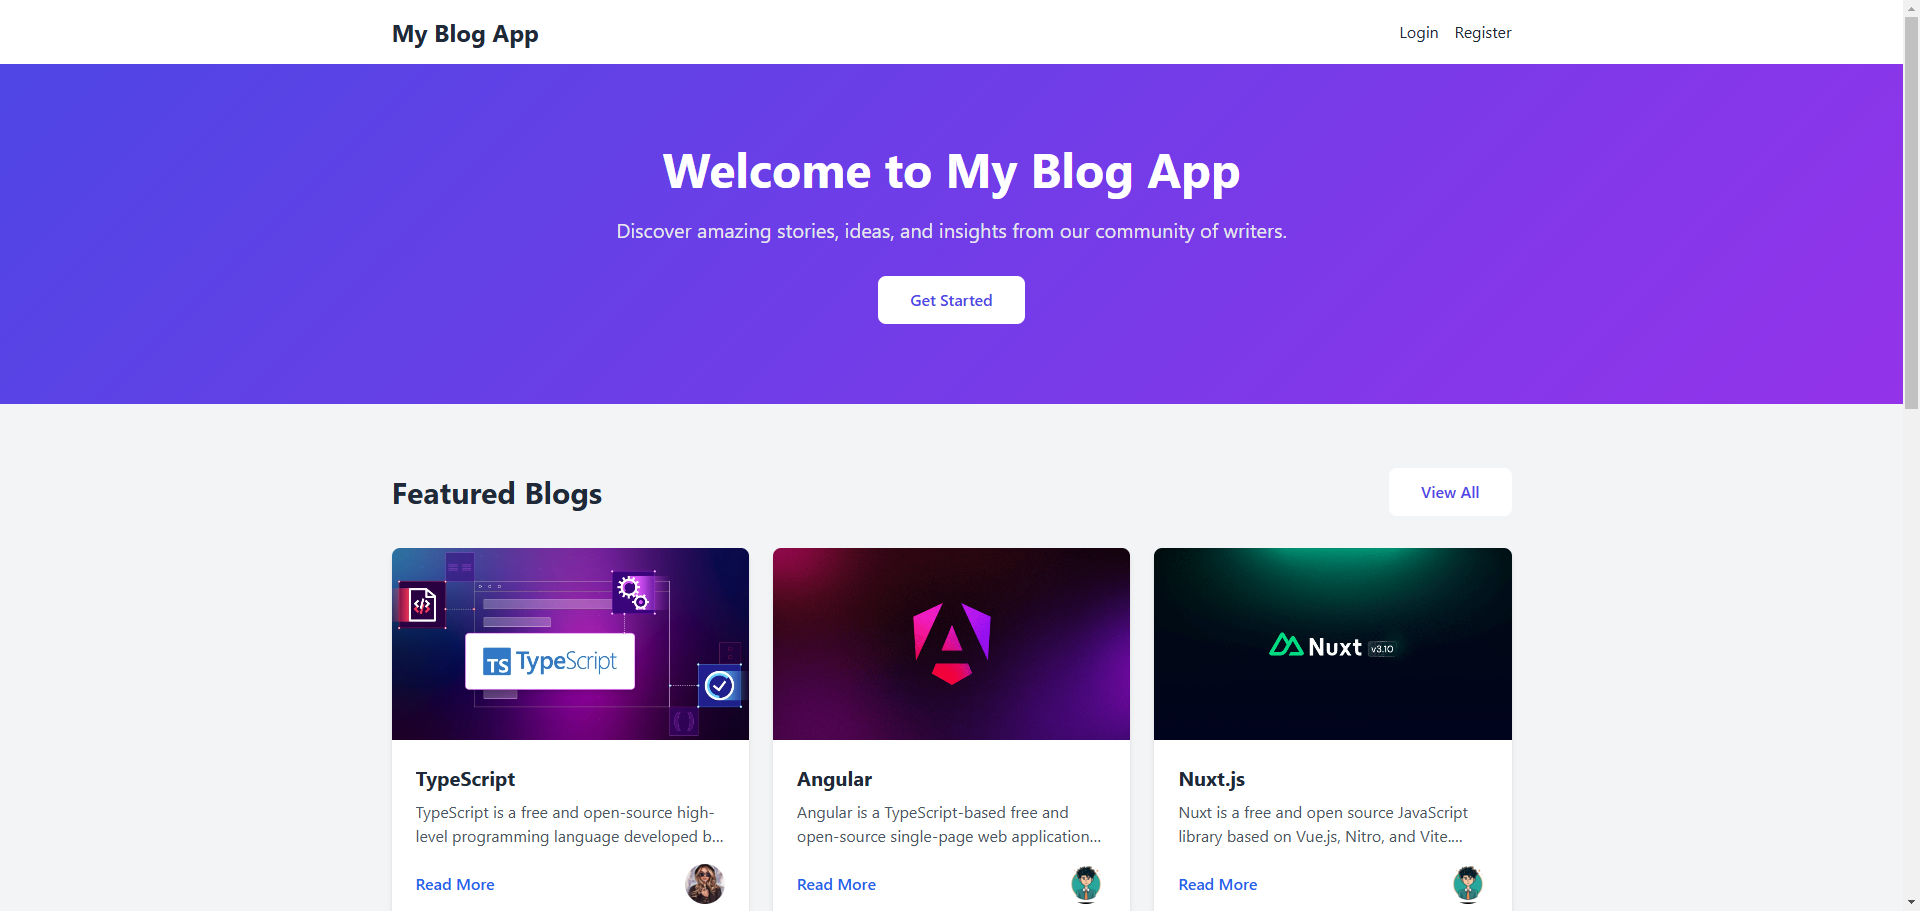 My Blog App
Login Register
Welcome to My Blog App
Discover amazing stories, ideas, and insights from our community of writers.
Get Started
Featured Blogs
View All
TS TypeScript
Nuxt v3.10
TypeScript
TypeScript is a free and open-source high-
level programming language developed b...
Read More
Angular
Angular is a TypeScript-based free and
open-source single-page web application...
Read More
Nuxt.js
Nuxt is a free and open source JavaScript
library based on Vue.js, Nitro, and Vite....
Read More